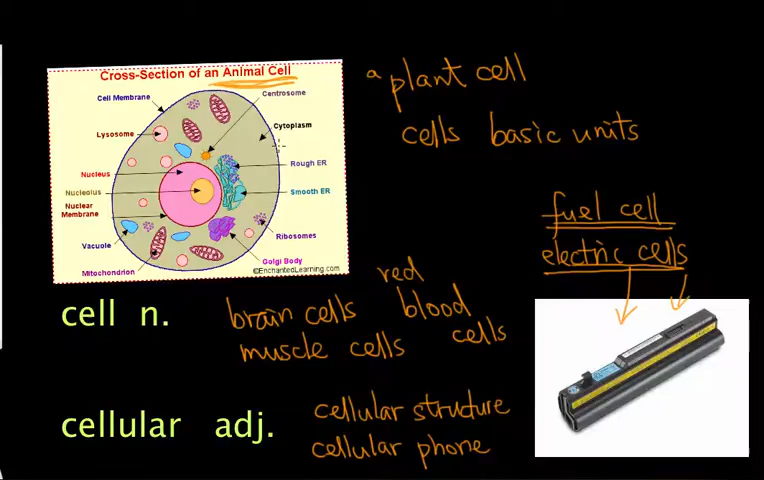 Cross-Section of an Animal Cell
Cell Membrane
Centrosome
Lysosome
Cytoplasm
Nucleus
Rough ER
Nucleolus
Smooth ER
Nuclear
Membrane
Vacuole
Ribosomes
Golgi Body
Mitochondrion
©EnchantedLearning.com
a plant cell
cells basic units
fuel cell
electric cells
cell n.
brain cells
red
blood
cells
muscle cells
cellular adj.
cellular structure
cellular phone